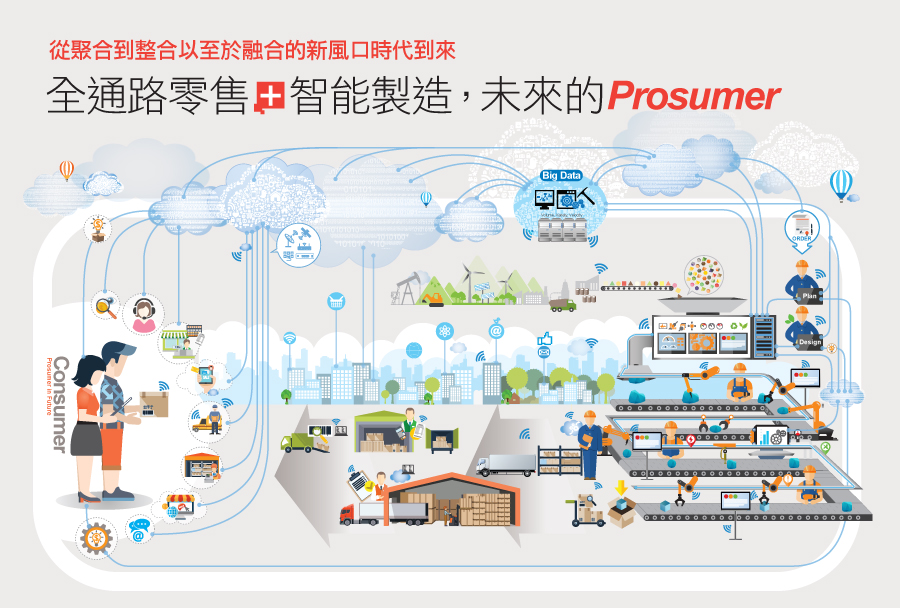 從聚合到整合以至於融合的新風口時代到來
全通路零售+智能製造，未來的Prosumer
Big Data
ORDER
Plan
Design
Consumer
Prosumer in Future